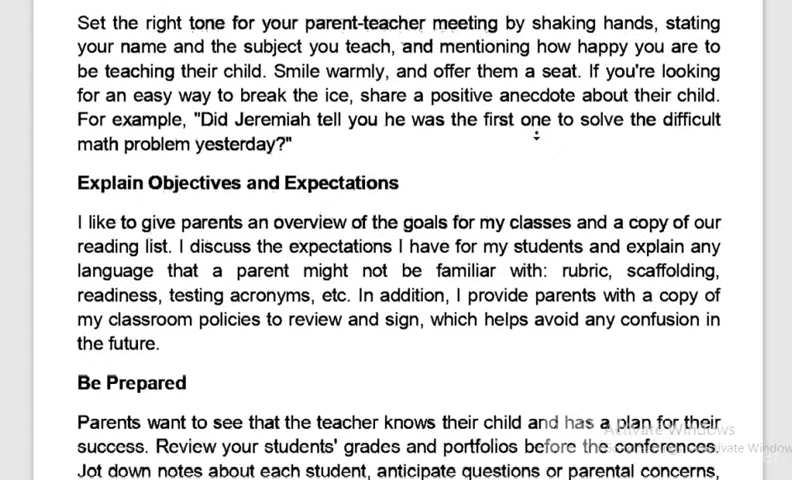 Set the right tone for your parent-teacher meeting by shaking hands, stating
your name and the subject you teach, and mentioning how happy you are to
be teaching their child. Smile warmly, and offer them a seat. If you're looking
for an easy way to break the ice, share a positive anecdote about their child.
For example, "Did Jeremiah tell you he was the first one to solve the difficult
math problem yesterday?"
Explain Objectives and Expectations
I like to give parents an overview of the goals for my classes and a copy of our
reading list. I discuss the expectations I have for my students and explain any
language that a parent might not be familiar with: rubric, scaffolding,
readiness, testing acronyms, etc. In addition, I provide parents with a copy of
my classroom policies to review and sign, which helps avoid any confusion in
the future.
Be Prepared
Parents want to see that the teacher knows their child and has a plan for their
Activate Windows
success. Review your students' grades and portfolios before the conferences.
Jot down notes about each student, anticipate questions or parental concerns,